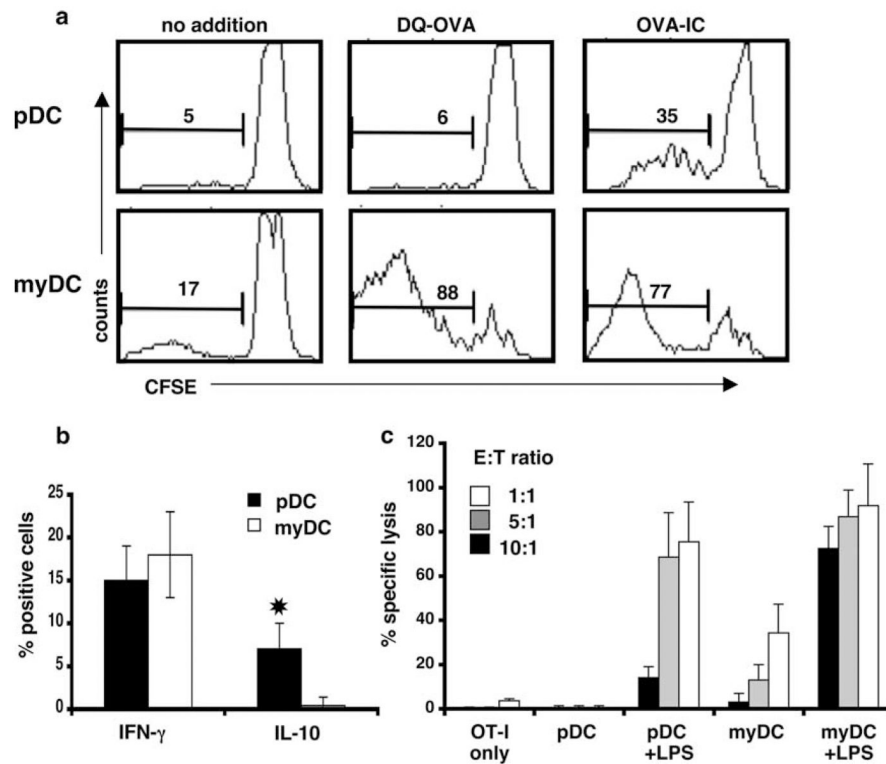 a
no addition
DQ-OVA
OVA-IC
pDC
5
6
35
myDC
17
88
77
counts
CFSE
b
% positive cells
25
20
15
10
5
0
pDC
myDC
IFN-γ
IL-10
c
% specific lysis
120
100
80
60
40
20
0
E:T ratio
1:1
5:1
10:1
OT-I
only
pDC
pDC
+LPS
myDC
myDC
+LPS